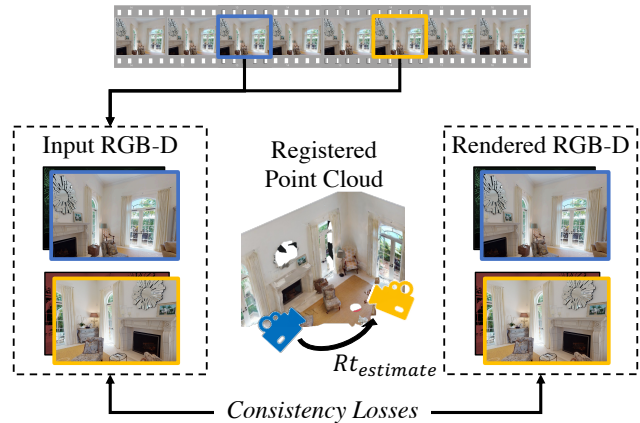 Input RGB-D
Registered
Point Cloud
Rendered RGB-D
Rt_estimate
Consistency Losses